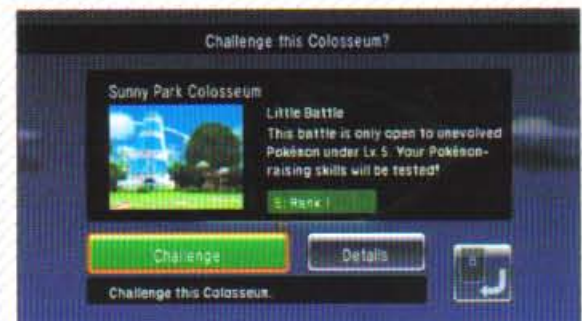 Challenge this Colosseum?
Sunny Park Colosseum
Little Battle
This battle is only open to unevolved
Pokémon under Lv. 5. Your Pokémon-
raising skills will be tested!
Rank 1
Challenge
Details
B
Challenge this Colosseum.